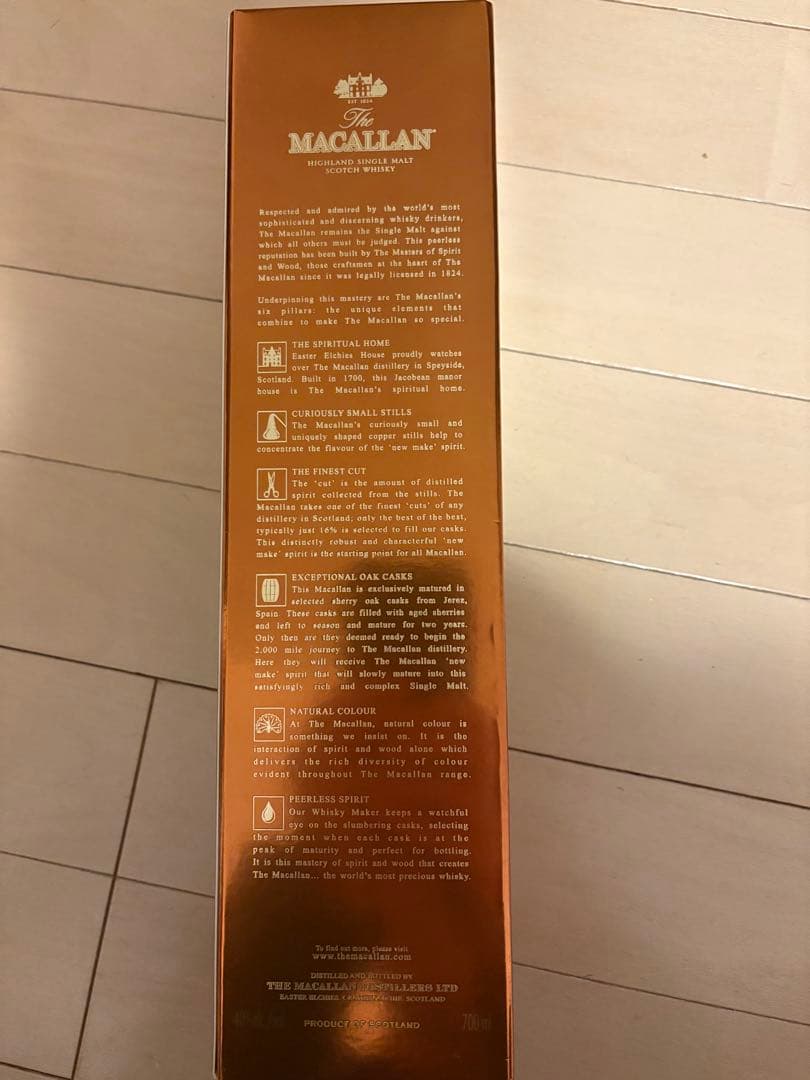 EST 1824
The
MACALLAN
HIGHLAND SINGLE MALT
SCOTCH WHISKY
Respected and admired by the world's most
sophisticated and discerning whisky drinkers,
The Macallan remains the Single Malt against
which all others must be judged. This peerless
reputation has been built by The Masters of Spirit
and Wood, those craftsmen at the heart of The
Macallan since it was legally licensed in 1824.
Underpinning this mastery are The Macallan's
six pillars: the unique elements that
combine to make The Macallan so special.
THE SPIRITUAL HOME
Easter Elchies House proudly watches
over The Macallan distillery in Speyside,
Scotland. Built in 1700, this Jacobean manor
house is The Macallan's spiritual home.
CURIOUSLY SMALL STILLS
The Macallan's curiously small and
uniquely shaped copper stills help to
concentrate the flavour of the 'new make' spirit.
THE FINEST CUT
The 'cut' is the amount of distilled
spirit collected from the stills. The
Macallan takes one of the finest 'cuts' of any
distillery in Scotland; only the best of the best,
typically just 16% is selected to fill our casks.
This distinctly robust and characterful 'new
make' spirit is the starting point for all Macallan.
EXCEPTIONAL OAK CASKS
This Macallan is exclusively matured in
selected sherry oak casks from Jerez,
Spain. These casks are filled with aged sherries
and left to season and mature for two years.
Only then are they deemed ready to begin the
2,000 mile journey to The Macallan distillery.
Here they will receive The Macallan 'new
make' spirit that will slowly mature into this
satisfyingly rich and complex Single Malt.
NATURAL COLOUR
At The Macallan, natural colour is
something we insist on. It is the
interaction of spirit and wood alone which
delivers the rich diversity of colour
evident throughout The Macallan range.
PEERLESS SPIRIT
Our Whisky Maker keeps a watchful
eye on the slumbering casks, selecting
the moment when each cask is at the
peak of maturity and perfect for bottling.
It is this mastery of spirit and wood that creates
The Macallan... the world's most precious whisky.
To find out more, please visit
www.themacallan.com
DISTILLED AND BOTTLED BY
THE MACALLAN DISTILLERS LTD
EASTER ELCHIES, CRAIGELLACHIE, SCOTLAND
PRODUCT OF SCOTLAND
700 ml